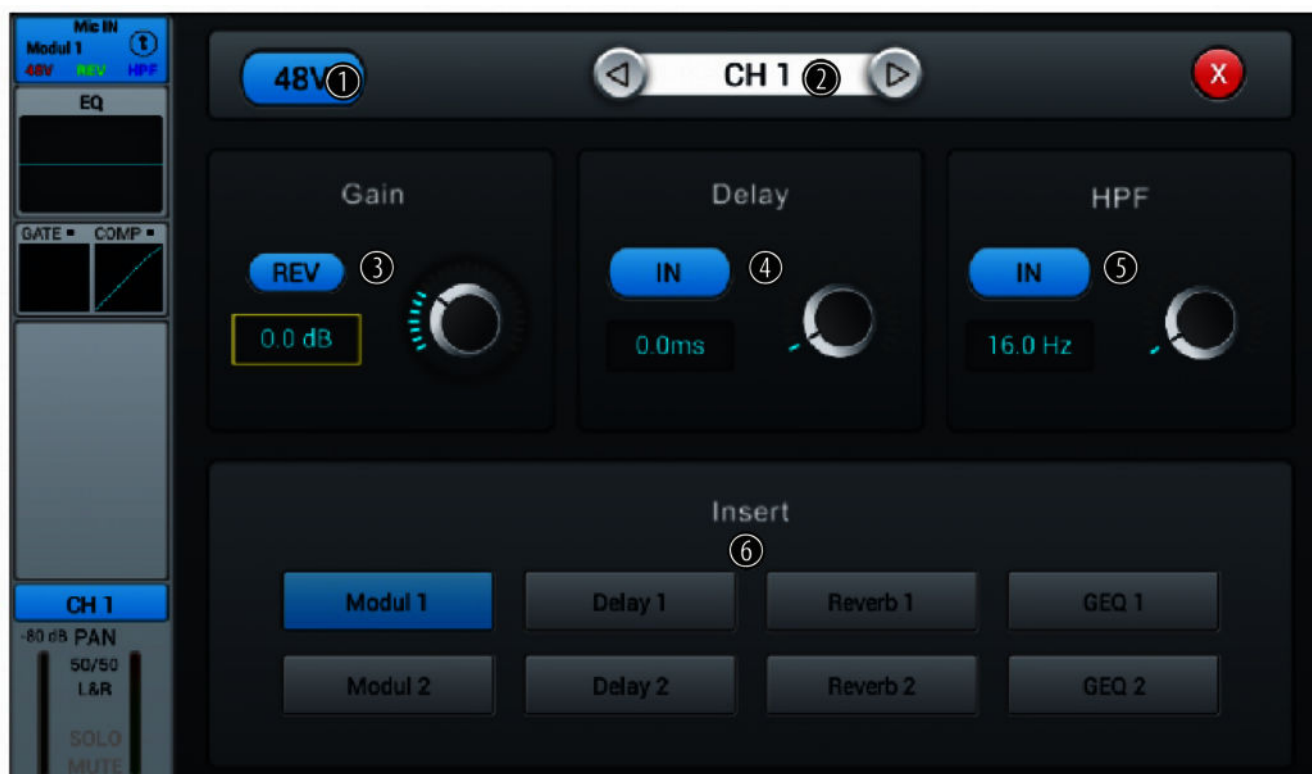 Mic IN
Modul 1
48V REV HPF
EQ
GATE COMP
CH 1
-80 dB PAN
50/50
L&R
SOLO
MUTE
48V ①
CH 1 ②
X
Gain
REV ③
0.0 dB
Delay
IN ④
0.0ms
HPF
IN ⑤
16.0 Hz
Insert
⑥
Modul 1 Delay 1 Reverb 1 GEQ 1
Modul 2 Delay 2 Reverb 2 GEQ 2